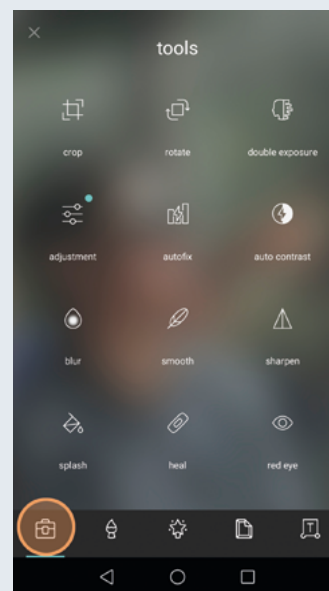 tools
crop rotate double exposure
adjustment autofix auto contrast
blur smooth sharpen
splash heal red eye
T